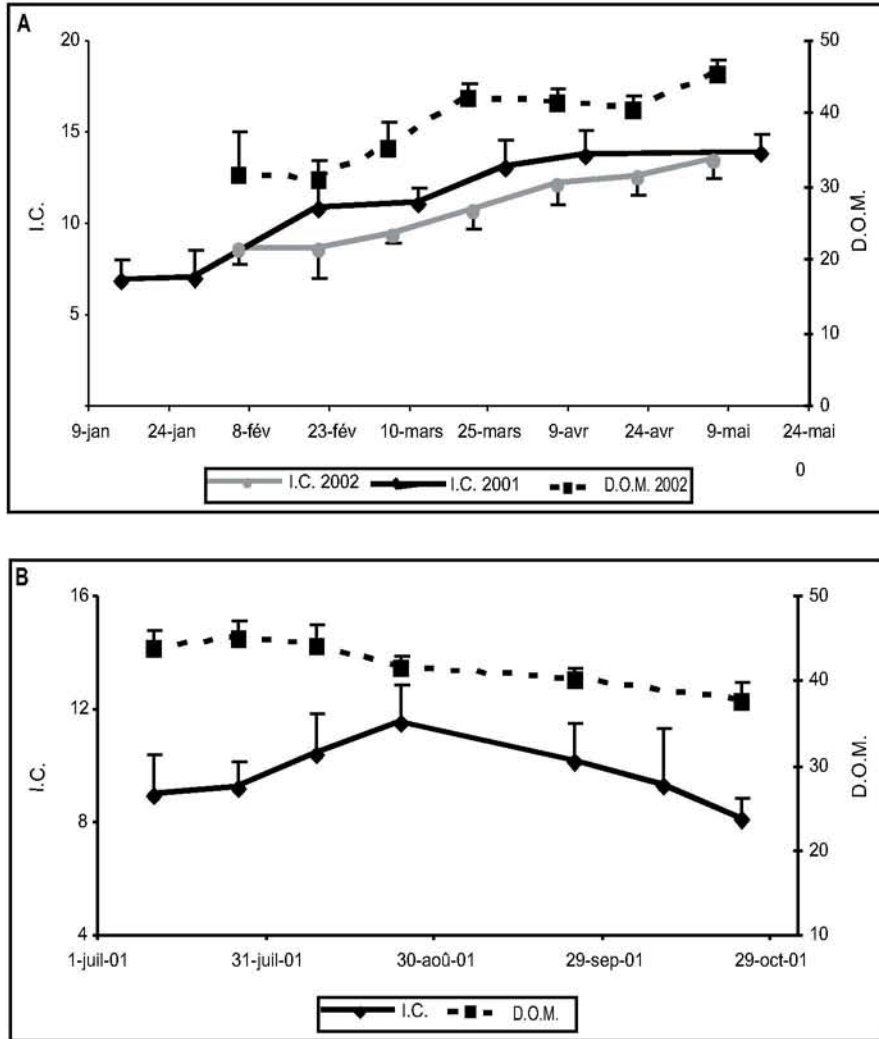 A
20
15
10
5
I.C.
50
40
30
20
10
0
D.O.M.
9-jan 24-jan 8-fév 23-fév 10-mars 25-mars 9-avr 24-avr 9-mai 24-mai
0
I.C. 2002 I.C. 2001 D.O.M. 2002
B
16
12
8
4
I.C.
50
40
30
20
10
D.O.M.
1-juil-01 31-juil-01 30-aoû-01 29-sep-01 29-oct-01
I.C. D.O.M.